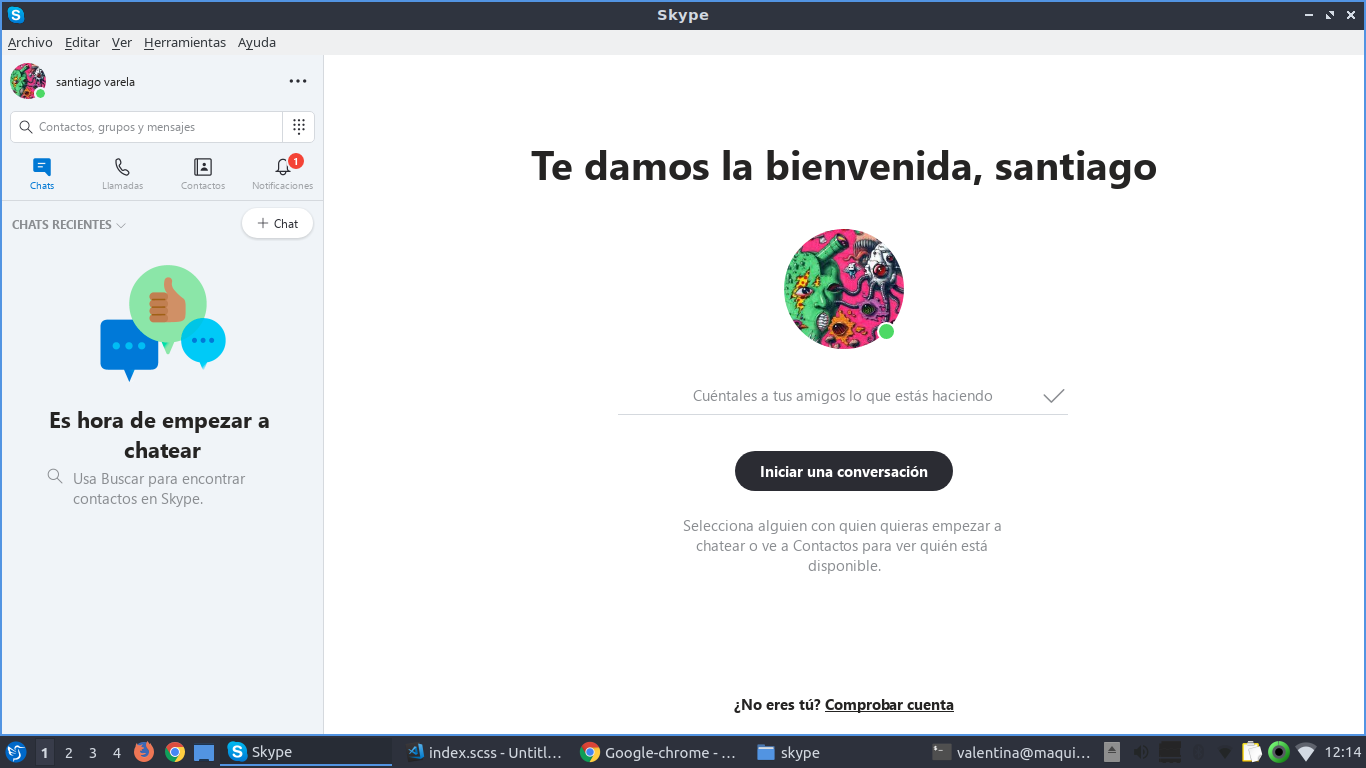 Skype
Archivo Editar Ver Herramientas Ayuda
santiago varela
Contactos, grupos y mensajes
Chats Llamadas Contactos Notificaciones 1
CHATS RECIENTES
+ Chat
Es hora de empezar a
chatear
Usa Buscar para encontrar
contactos en Skype.
Te damos la bienvenida, santiago
Cuéntales a tus amigos lo que estás haciendo
Iniciar una conversación
Selecciona alguien con quien quieras empezar a
chatear o ve a Contactos para ver quién está
disponible.
¿No eres tú? Comprobar cuenta
1 2 3 4 Skype index.scss - Untitl... Google-chrome - ... skype valentina@maqui... 12:14